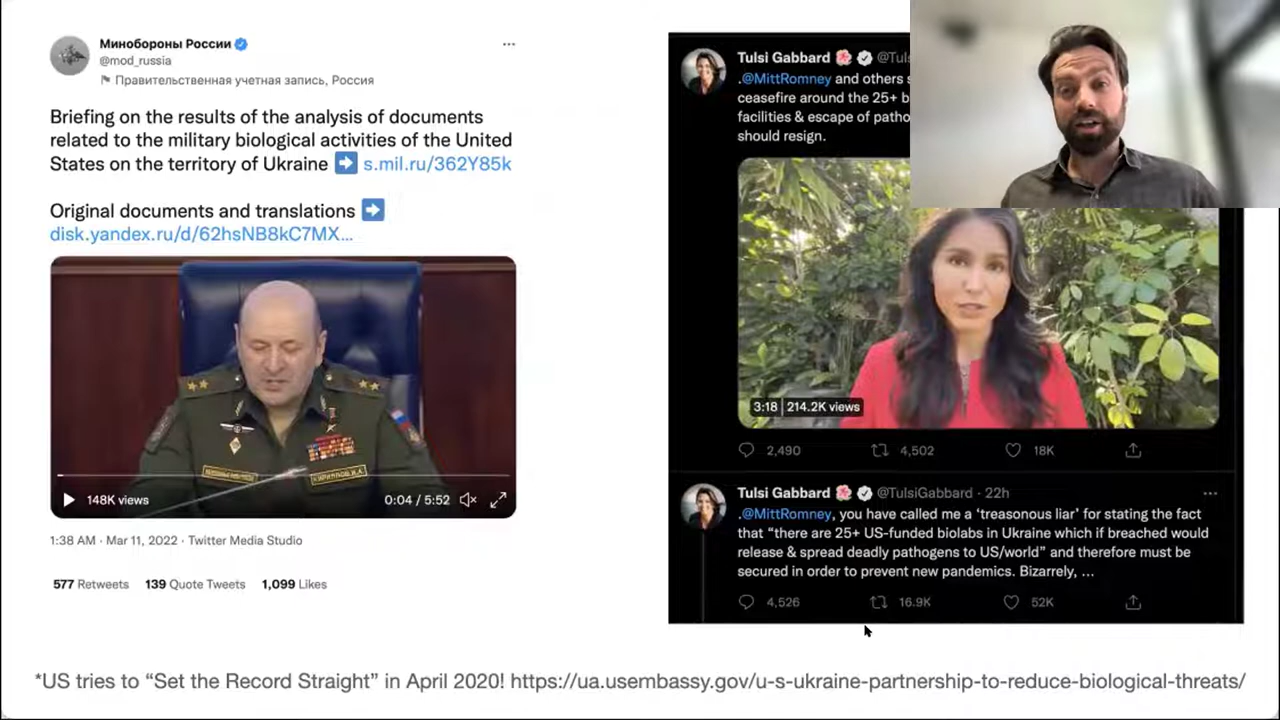 Минобороны России
@mod_russia
Правительственная учетная запись, Россия
Briefing on the results of the analysis of documents
related to the military biological activities of the United
States on the territory of Ukraine ➡ s.mil.ru/362Y85k
Original documents and translations ➡
disk.yandex.ru/d/62hsNB8kC7MX...
148K views
0:04 / 5:52
1:38 AM · Mar 11, 2022 · Twitter Media Studio
577 Retweets 139 Quote Tweets 1,099 Likes
Tulsi Gabbard 🌺 @Tuls
.@MittRomney and others s
ceasefire around the 25+ b
facilities & escape of patho
should resign.
3:18 214.2K views
2,490 4,502 18K
Tulsi Gabbard 🌺 @TulsiGabbard · 22h
.@MittRomney, you have called me a ‘treasonous liar’ for stating the fact
that “there are 25+ US-funded biolabs in Ukraine which if breached would
release & spread deadly pathogens to US/world” and therefore must be
secured in order to prevent new pandemics. Bizarrely, ...
4,526 16.9K 52K
*US tries to “Set the Record Straight” in April 2020! https://ua.usembassy.gov/u-s-ukraine-partnership-to-reduce-biological-threats/